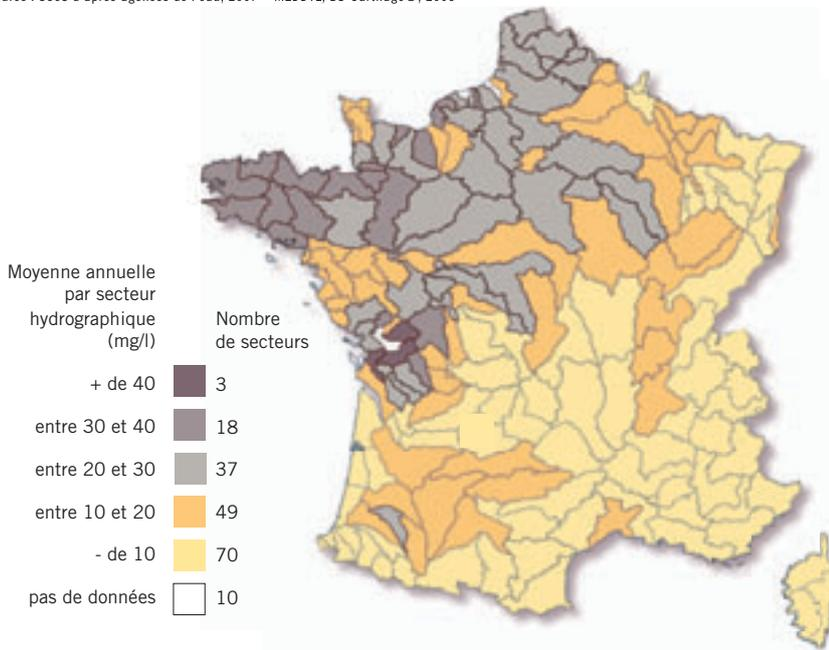 Moyenne annuelle
par secteur
hydrographique
(mg/l)
Nombre
de secteurs
+ de 40 3
entre 30 et 40 18
entre 20 et 30 37
entre 10 et 20 49
- de 10 70
pas de données 10